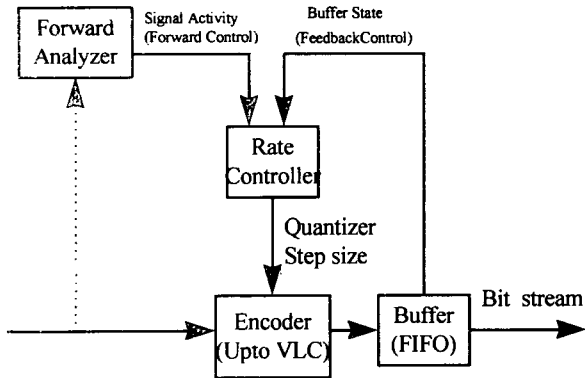 Forward
Analyzer
Signal Activity
(Forward Control)
Buffer State
(FeedbackControl)
Rate
Controller
Quantizer
Step size
Encoder
(Upto VLC)
Buffer
(FIFO)
Bit stream